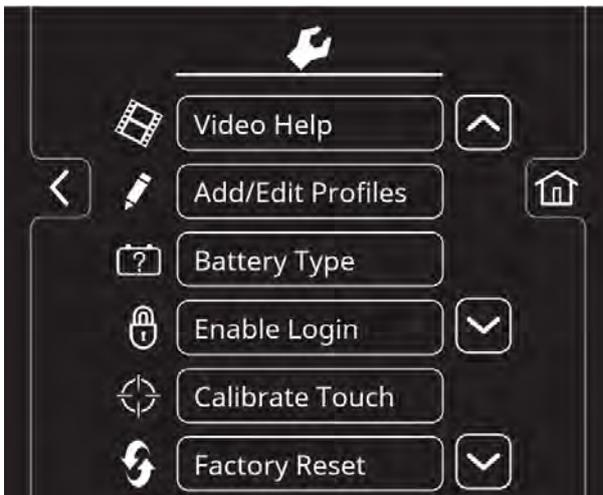 Video Help
Add/Edit Profiles
?
Battery Type
Enable Login
Calibrate Touch
Factory Reset